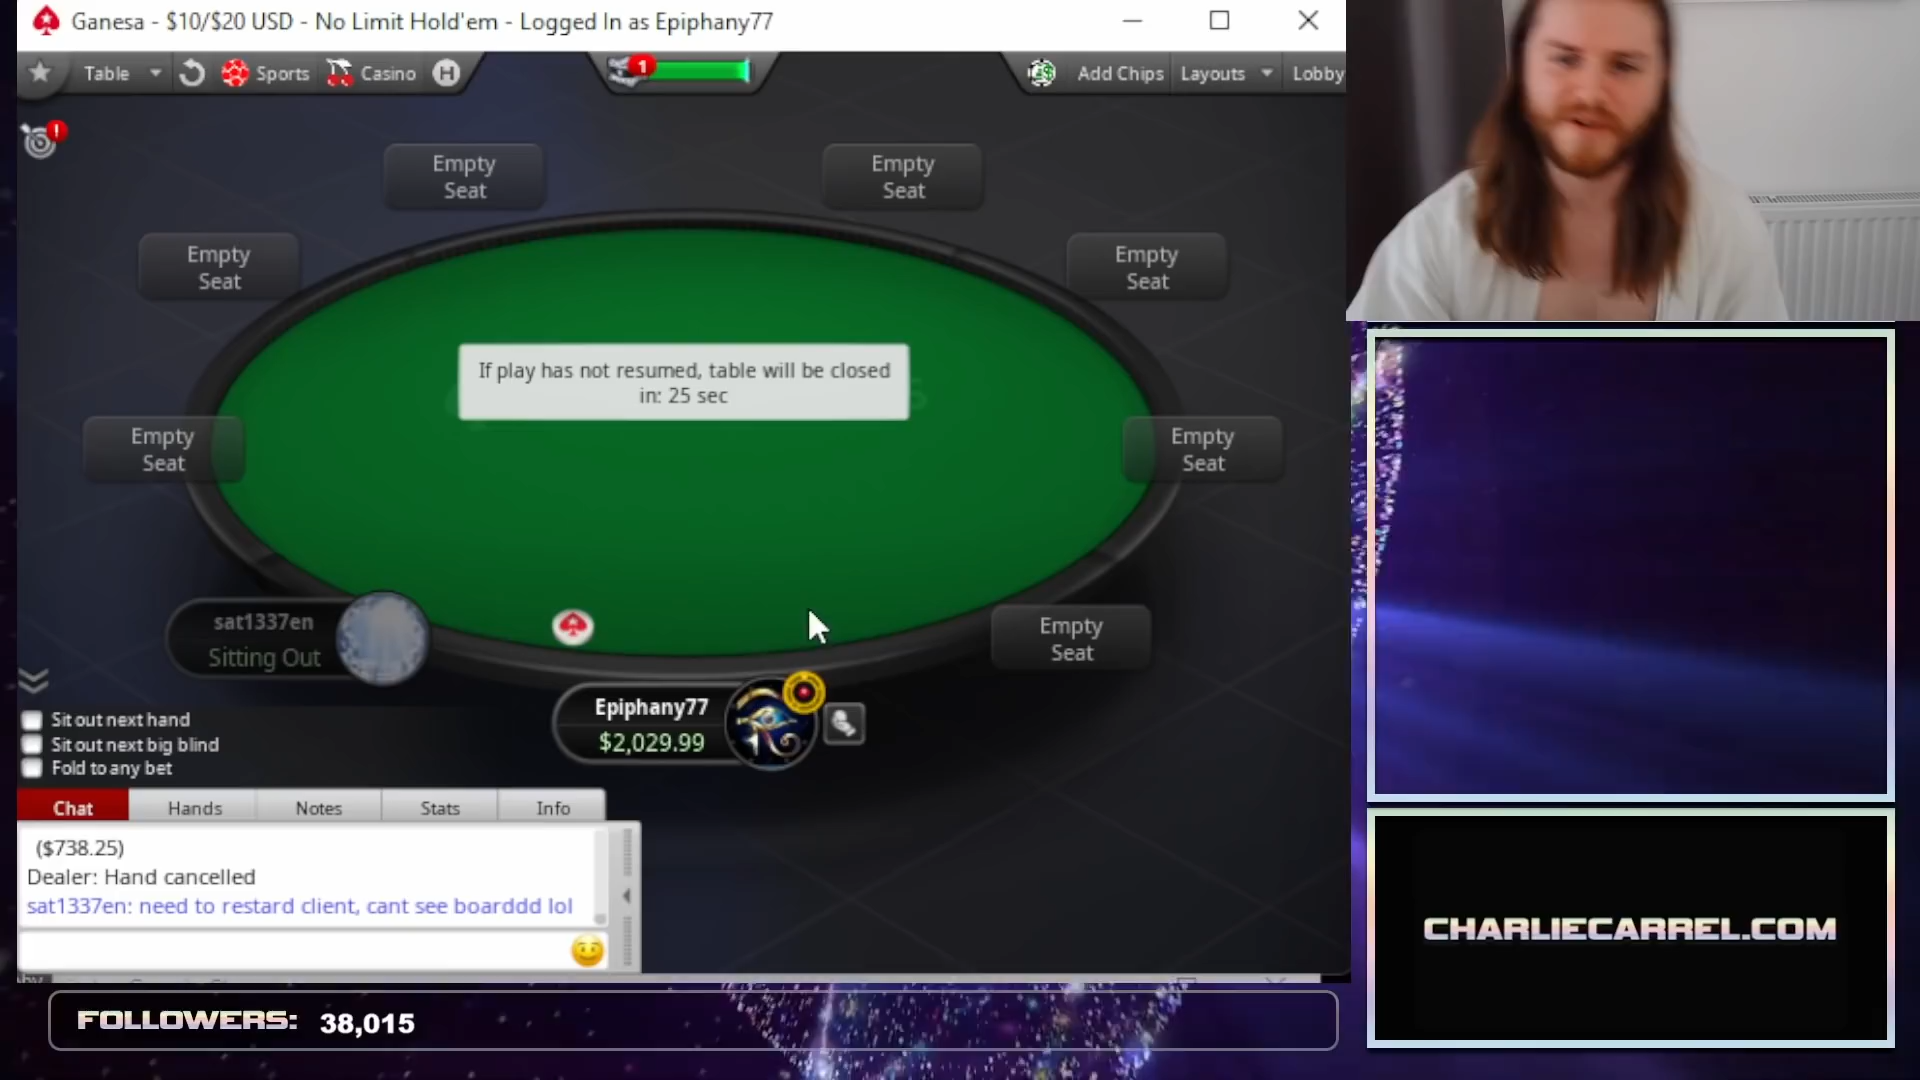 Ganesa - $10/$20 USD - No Limit Hold'em - Logged In as Epiphany77
Table
Sports
Casino
H
1
Add Chips
Layouts
Lobby
!
Empty
Seat
Empty
Seat
Empty
Seat
Empty
Seat
If play has not resumed, table will be closed
in: 25 sec
Empty
Seat
Empty
Seat
sat1337en
Sitting Out
Empty
Seat
Epiphany77
$2,029.99
Sit out next hand
Sit out next big blind
Fold to any bet
Chat
Hands
Notes
Stats
Info
($738.25)
Dealer: Hand cancelled
sat1337en: need to restard client, cant see boarddd lol
CHARLIECARREL.COM
FOLLOWERS: 38,015